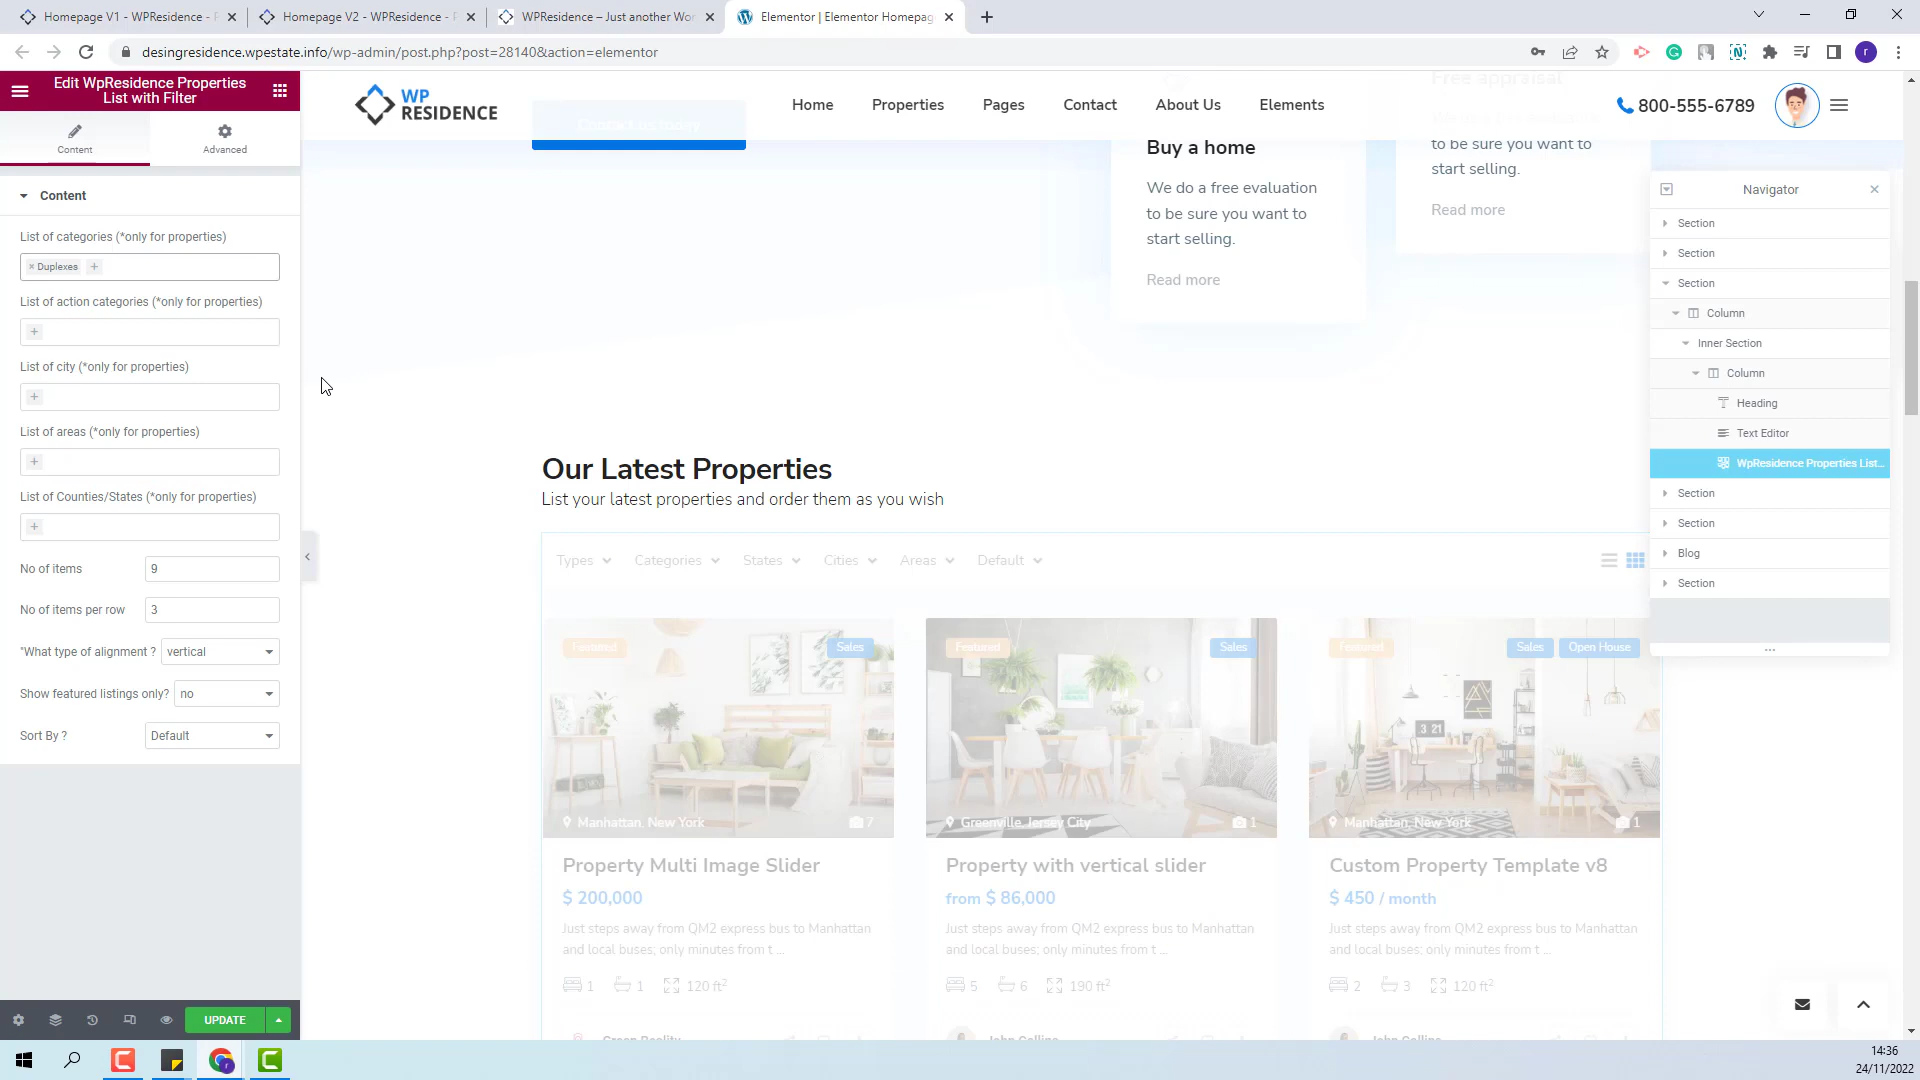 Homepage V1 - WPResidence - F
Homepage V2 - WPResidence - F
WPResidence – Just another Wor
Elementor | Elementor Homepag
desingresidence.wpestate.info/wp-admin/post.php?post=28140&action=elementor
Edit WpResidence Properties
List with Filter
Content
Advanced
Content
List of categories (*only for properties)
× Duplexes +
List of action categories (*only for properties)
+
List of city (*only for properties)
+
List of areas (*only for properties)
+
List of Counties/States (*only for properties)
+
No of items 9
No of items per row 3
"What type of alignment ? vertical
Show featured listings only? no
Sort By ? Default
UPDATE
WP
RESIDENCE
Home Properties Pages Contact About Us Elements
800-555-6789
Contact us today
Free appraisal
Buy a home
We do a free evaluation
to be sure you want to
start selling.
Read more
to be sure you want to
start selling.
Read more
Our Latest Properties
List your latest properties and order them as you wish
Types Categories States Cities Areas Default
Featured Sales
Manhattan, New York 7
Property Multi Image Slider
$ 200,000
Just steps away from QM2 express bus to Manhattan
and local buses; only minutes from t ...
1 1 120 ft²
Green Reality
Featured Sales
Greenville, Jersey City 1
Property with vertical slider
from $ 86,000
Just steps away from QM2 express bus to Manhattan
and local buses; only minutes from t ...
5 6 190 ft²
John Collins
Featured Sales Open House
Manhattan, New York 1
Custom Property Template v8
$ 450 / month
Just steps away from QM2 express bus to Manhattan
and local buses; only minutes from t ...
2 3 120 ft²
John Collins
Navigator
Section
Section
Section
Column
Inner Section
Column
Heading
Text Editor
WpResidence Properties List...
Section
Section
Blog
Section
14:36
24/11/2022